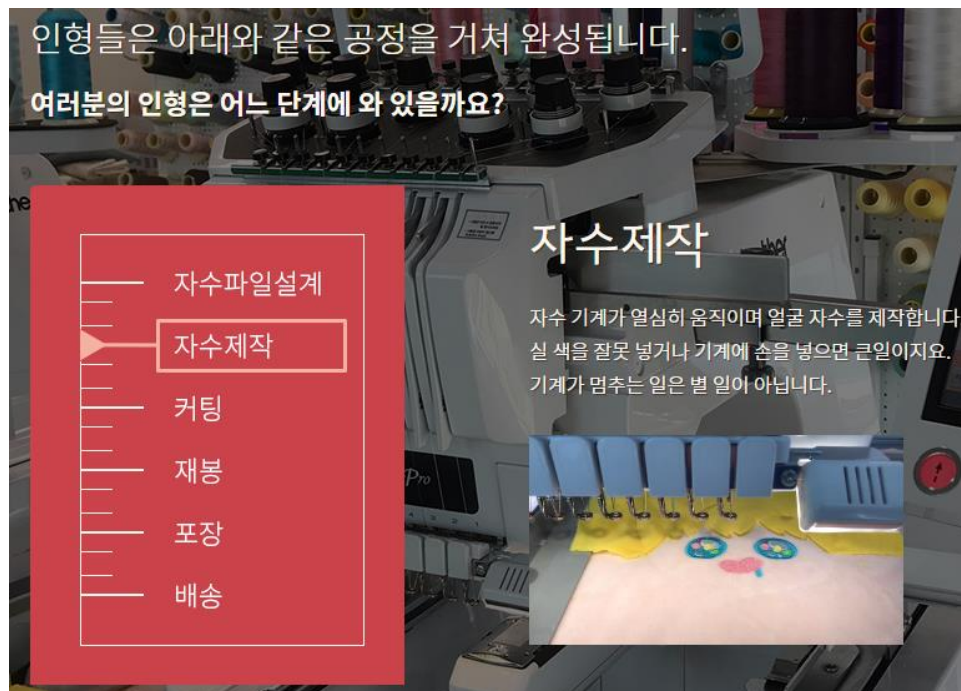 인형들은 아래와 같은 공정을 거쳐 완성됩니다.
여러분의 인형은 어느 단계에 와 있을까요?
자수파일설계
자수제작
커팅
재봉
포장
배송
자수제작
자수 기계가 열심히 움직이며 얼굴 자수를 제작합니다
실 색을 잘못 넣거나 기계에 손을 넣으면 큰일이지요.
기계가 멈추는 일은 별 일이 아닙니다.
Pro